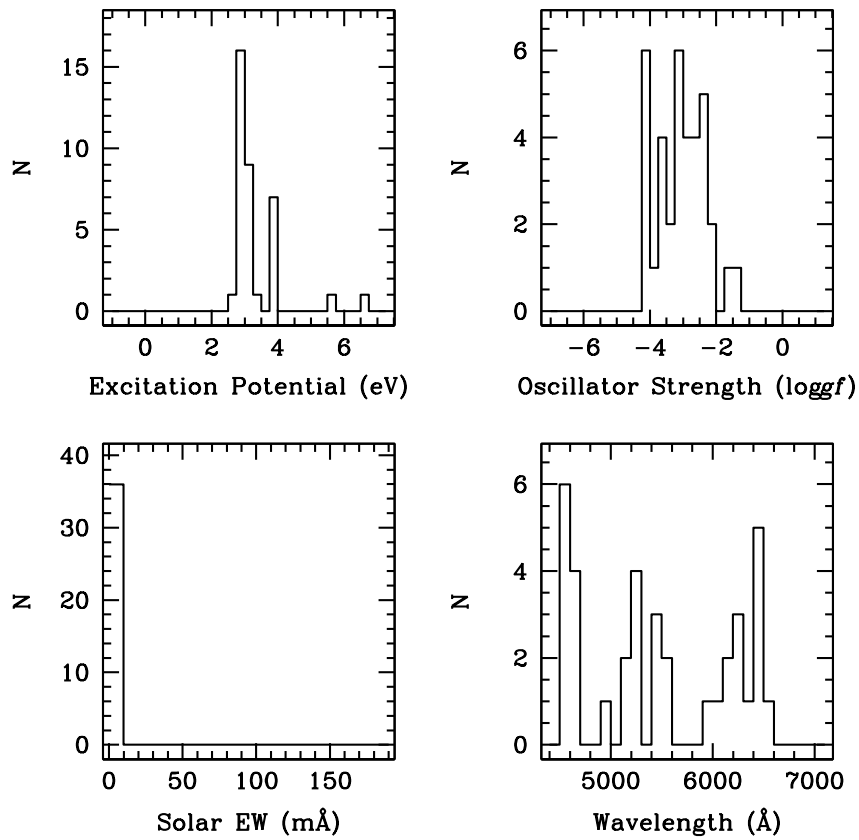 15
10
5
0
N
0 2 4 6
Excitation Potential (eV)
6
4
2
0
N
−6 −4 −2 0
Oscillator Strength (loggf)
40
30
20
10
0
N
0 50 100 150
Solar EW (mÅ)
6
4
2
0
N
5000 6000 7000
Wavelength (Å)